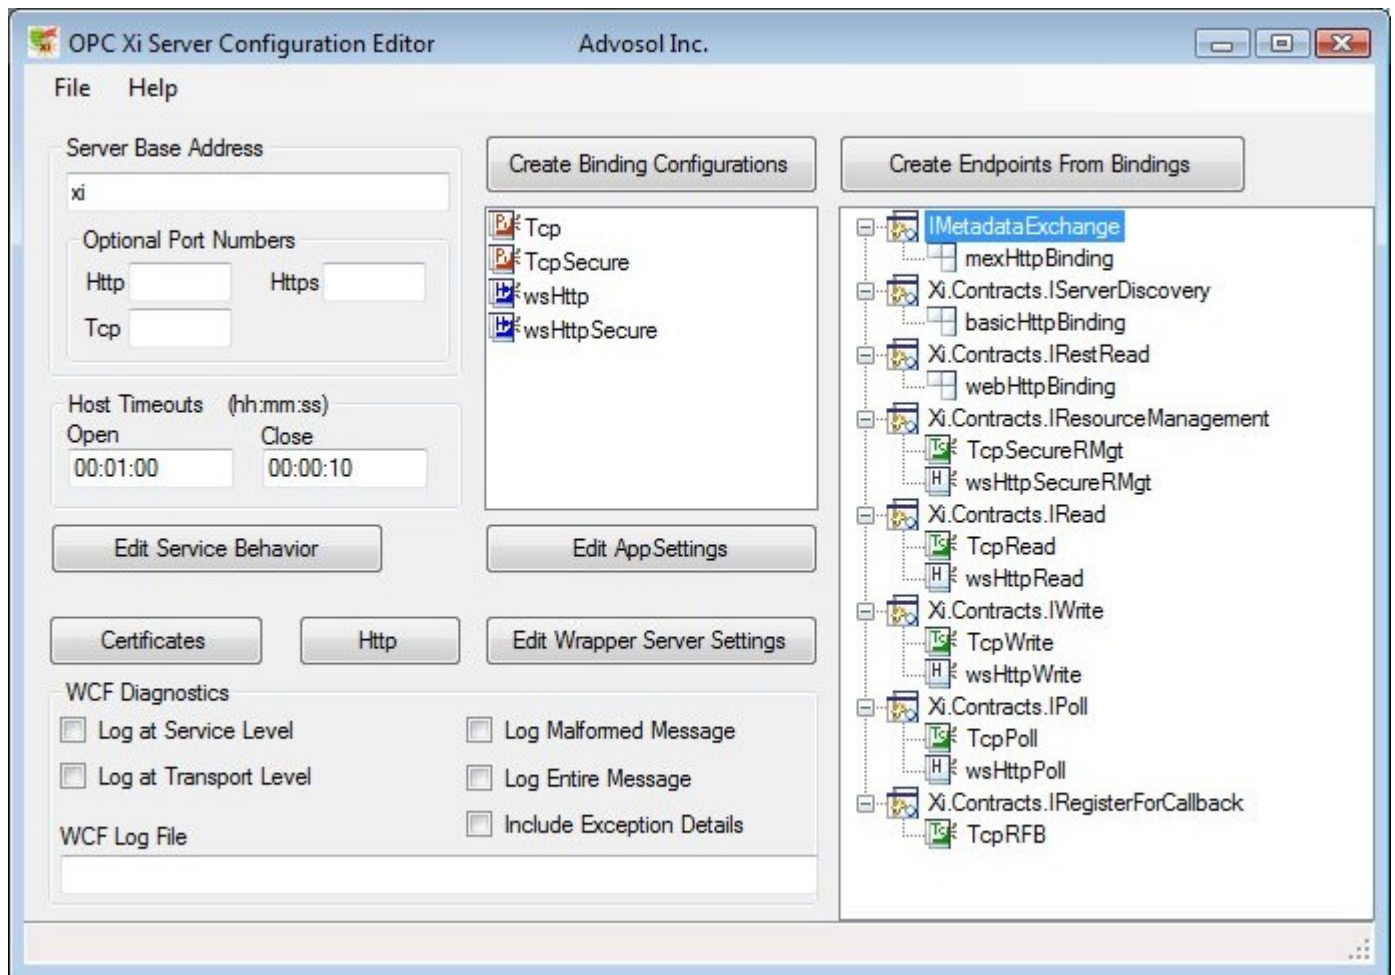 OPC Xi Server Configuration Editor Advosol Inc.
File Help
Server Base Address
xi
Optional Port Numbers
Http Https
Tcp
Host Timeouts (hh:mm:ss)
Open Close
00:01:00 00:00:10
Edit Service Behavior
Certificates Http
Create Binding Configurations
Tcp
TcpSecure
wsHttp
wsHttpSecure
Edit AppSettings
Edit Wrapper Server Settings
WCF Diagnostics
Log at Service Level
Log at Transport Level
Log Malformed Message
Log Entire Message
Include Exception Details
WCF Log File
Create Endpoints From Bindings
IMetadataExchange
mexHttpBinding
Xi.Contracts.IServerDiscovery
basicHttpBinding
Xi.Contracts.IRestRead
webHttpBinding
Xi.Contracts.IResourceManagement
TcpSecureRMgt
wsHttpSecureRMgt
Xi.Contracts.IRead
TcpRead
wsHttpRead
Xi.Contracts.IWrite
TcpWrite
wsHttpWrite
Xi.Contracts.IPoll
TcpPoll
wsHttpPoll
Xi.Contracts.IRegisterForCallback
TcpRFB